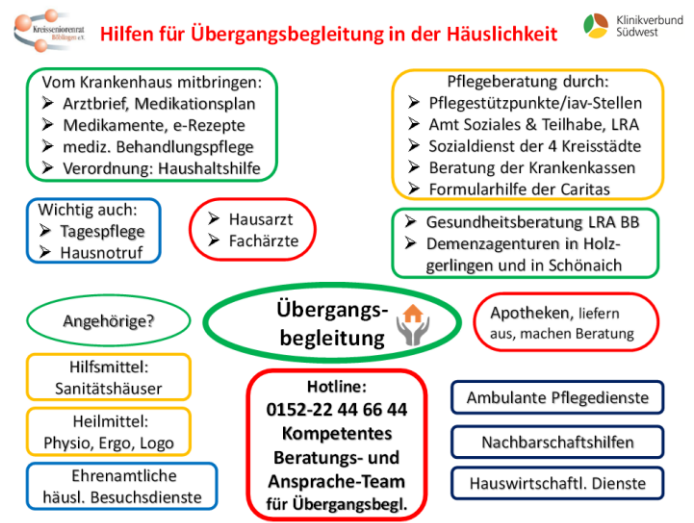 Kreisseniorenrat
Böblingen e.V.
Hilfen für Übergangsbegleitung in der Häuslichkeit
Klinikverbund
Südwest
Vom Krankenhaus mitbringen:
➢ Arztbrief, Medikationsplan
➢ Medikamente, e-Rezepte
➢ mediz. Behandlungspflege
➢ Verordnung: Haushaltshilfe
Pflegeberatung durch:
➢ Pflegestützpunkte/iav-Stellen
➢ Amt Soziales & Teilhabe, LRA
➢ Sozialdienst der 4 Kreisstädte
➢ Beratung der Krankenkassen
➢ Formularhilfe der Caritas
Wichtig auch:
➢ Tagespflege
➢ Hausnotruf
➢ Hausarzt
➢ Fachärzte
➢ Gesundheitsberatung LRA BB
➢ Demenzagenturen in Holz-
gerlingen und in Schönaich
Angehörige?
Übergangs-
begleitung
Apotheken, liefern
aus, machen Beratung
Hilfsmittel:
Sanitätshäuser
Heilmittel:
Physio, Ergo, Logo
Ehrenamtliche
häusl. Besuchsdienste
Hotline:
0152-22 44 66 44
Kompetentes
Beratungs- und
Ansprache-Team
für Übergangsbegl.
Ambulante Pflegedienste
Nachbarschaftshilfen
Hauswirtschaftl. Dienste